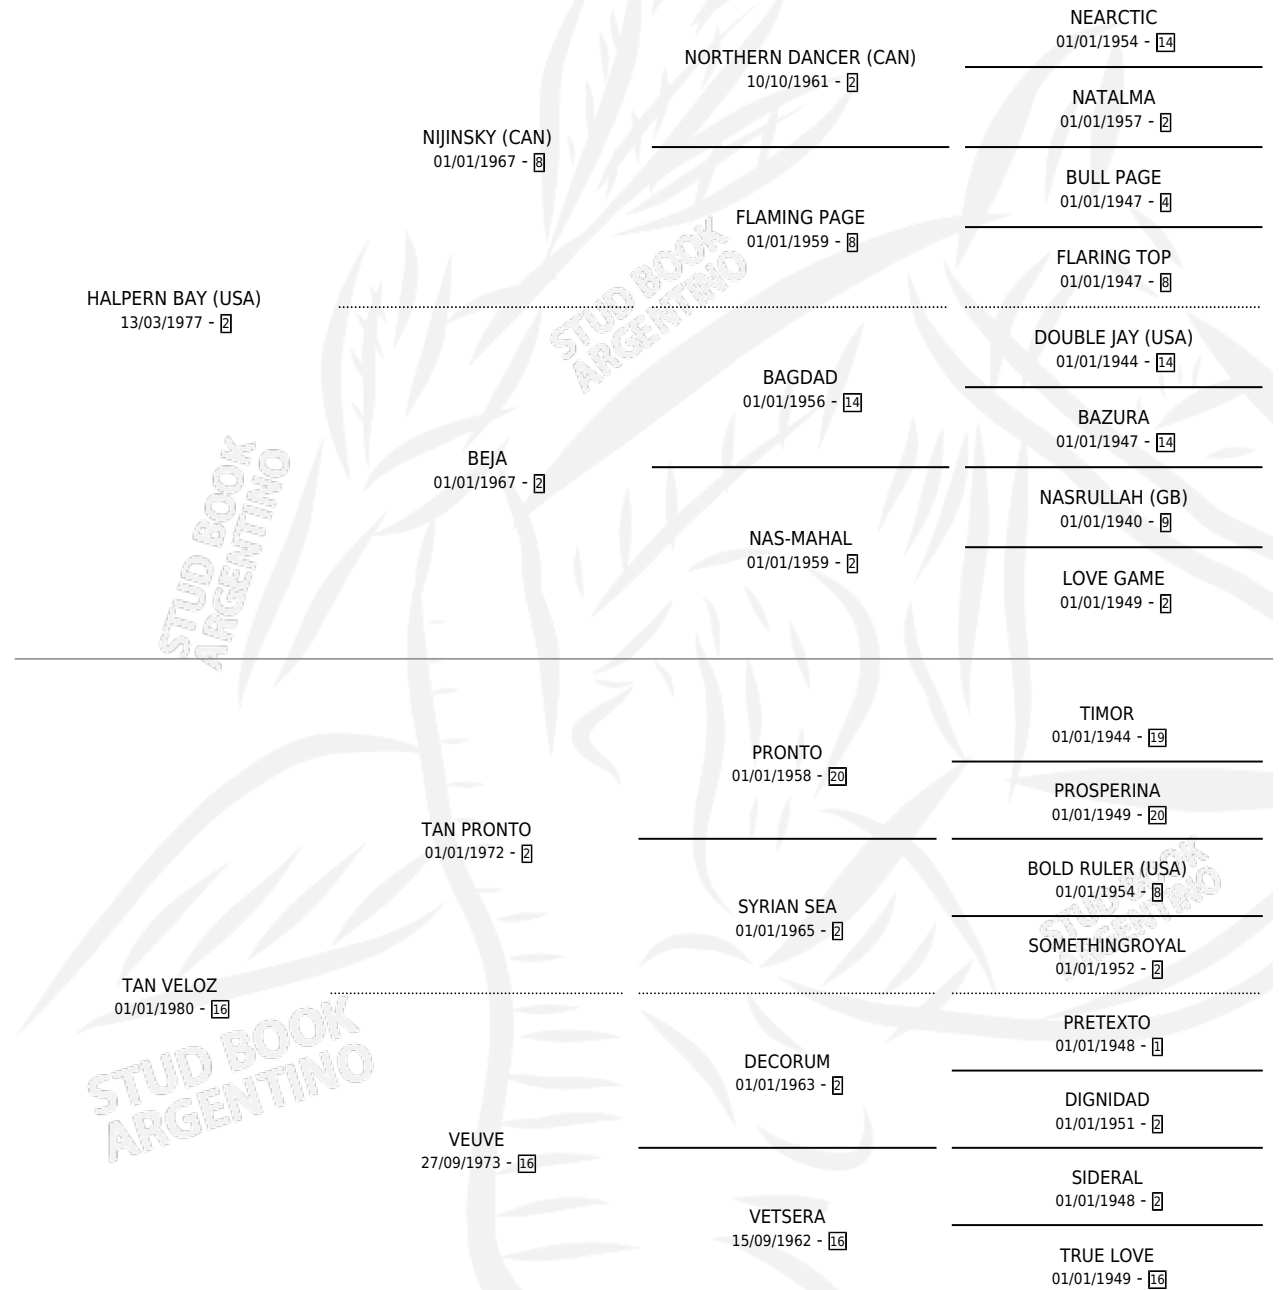 NEARCTIC
01/01/1954 - 14
NORTHERN DANCER (CAN)
10/10/1961 - 2
NATALMA
01/01/1957 - 2
NIJINSKY (CAN)
01/01/1967 - 8
BULL PAGE
01/01/1947 - 4
FLAMING PAGE
01/01/1959 - 8
FLARING TOP
01/01/1947 - 8
HALPERN BAY (USA)
13/03/1977 - 2
STUD BOOK
ARGENTINO
DOUBLE JAY (USA)
01/01/1944 - 14
BAGDAD
01/01/1956 - 14
BAZURA
01/01/1947 - 14
BEJA
01/01/1967 - 2
NASRULLAH (GB)
01/01/1940 - 9
NAS-MAHAL
01/01/1959 - 2
LOVE GAME
01/01/1949 - 2
STUD BOOK
ARGENTINO
TIMOR
01/01/1944 - 19
PRONTO
01/01/1958 - 20
PROSPERINA
01/01/1949 - 20
TAN PRONTO
01/01/1972 - 2
BOLD RULER (USA)
01/01/1954 - 8
SYRIAN SEA
01/01/1965 - 2
SOMETHINGROYAL
01/01/1952 - 2
STUD BOOK
ARGENTINO
TAN VELOZ
01/01/1980 - 16
PRETEXTO
01/01/1948 - 1
DECORUM
01/01/1963 - 2
DIGNIDAD
01/01/1951 - 2
STUD BOOK
ARGENTINO
VEUVE
27/09/1973 - 16
SIDERAL
01/01/1948 - 2
VETSERA
15/09/1962 - 16
TRUE LOVE
01/01/1949 - 16